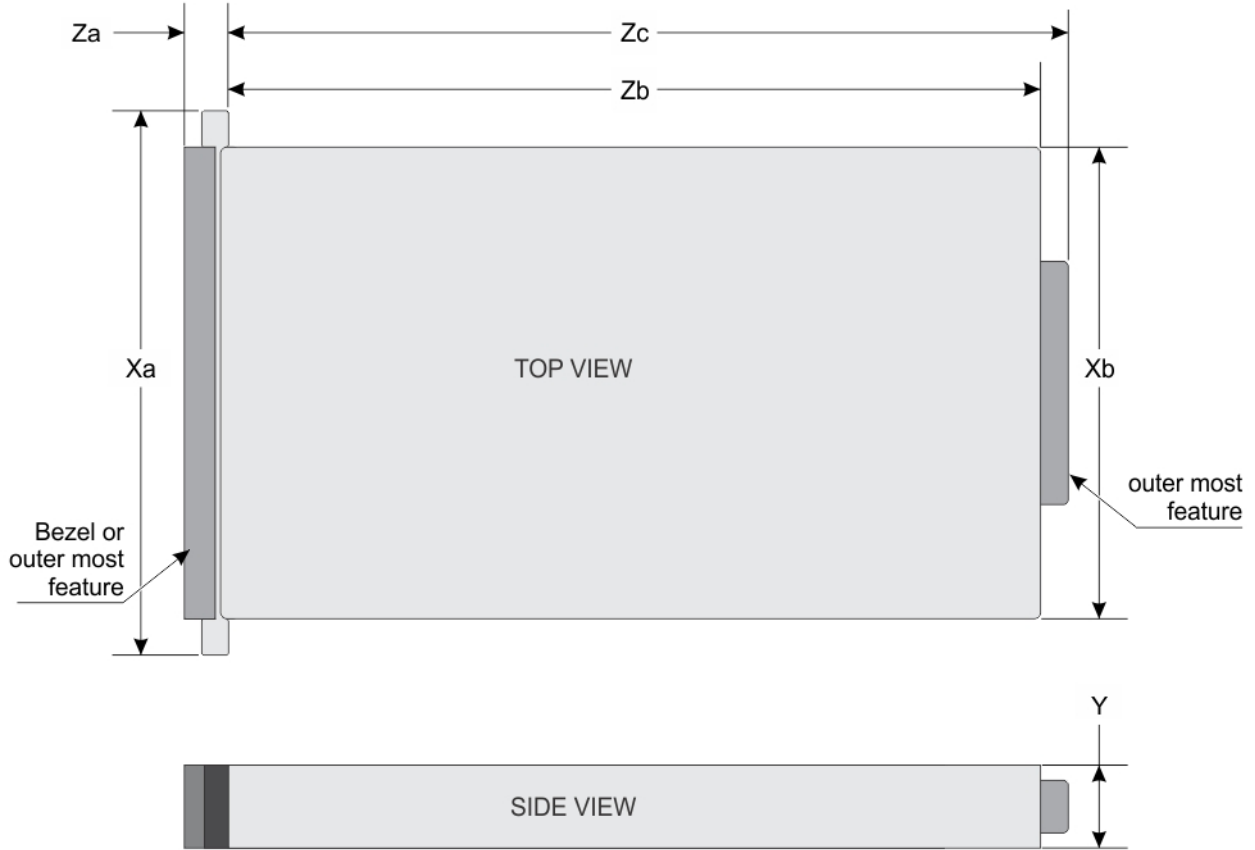 Za
Zc
Zb
Xa
TOP VIEW
Xb
outer most
feature
Bezel or
outer most
feature
Y
SIDE VIEW